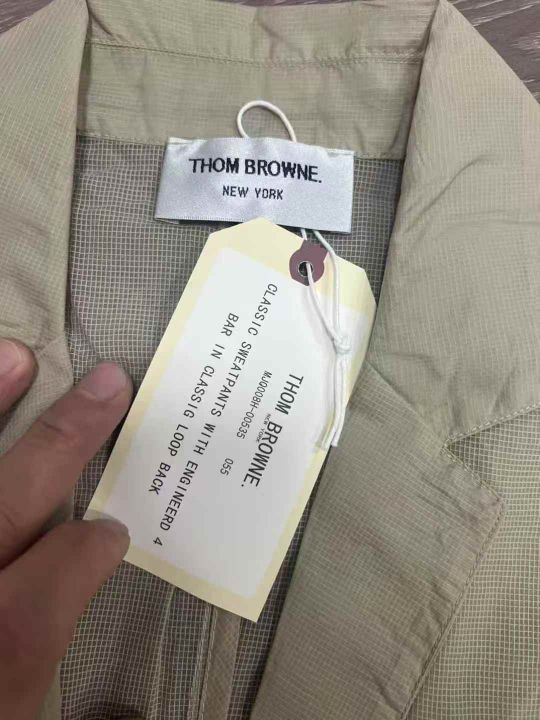 THOM BROWNE.
NEW YORK
THOM BROWNE.
NEW YORK
MJQ008H-00535 055
CLASSIC SWEATPANTS WITH ENGINEERD 4
BAR IN CLASSIG LOOP BACK